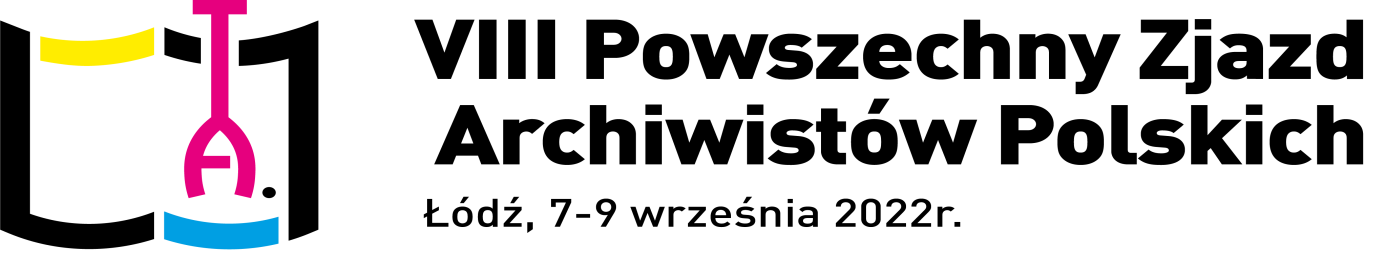 VIII Powszechny Zjazd
Archiwistów Polskich
Łódź, 7-9 września 2022r.